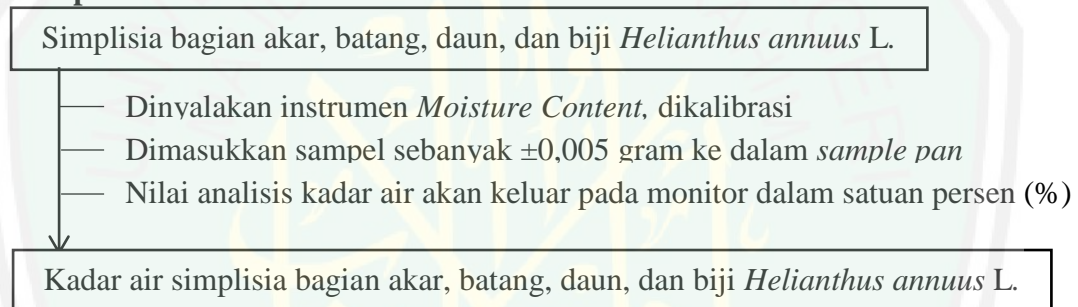 Simplisia bagian akar, batang, daun, dan biji Helianthus annuus L.
Dinyalakan instrumen Moisture Content, dikalibrasi
Dimasukkan sampel sebanyak ±0,005 gram ke dalam sample pan
Nilai analisis kadar air akan keluar pada monitor dalam satuan persen (%)
Kadar air simplisia bagian akar, batang, daun, dan biji Helianthus annuus L.